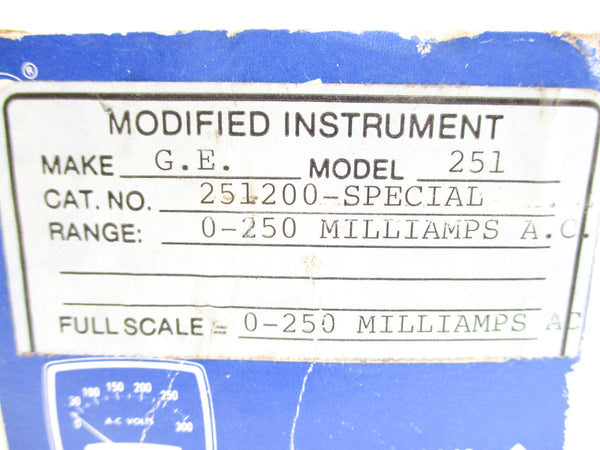 ®
MODIFIED INSTRUMENT
MAKE G.E. MODEL 251
CAT. NO. 251200-SPECIAL
RANGE: 0-250 MILLIAMPS A.C.
FULL SCALE = 0-250 MILLIAMPS AC
0 50 100 150 200 250 300
A-C VOLTS